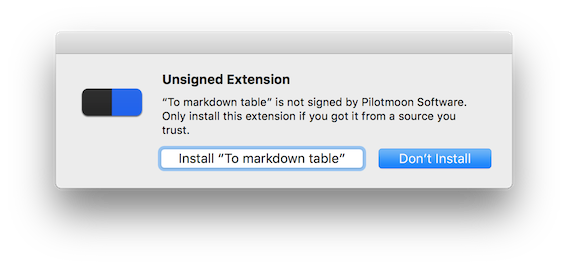 Unsigned Extension
“To markdown table” is not signed by Pilotmoon Software.
Only install this extension if you got it from a source you
trust.
Install “To markdown table”
Don’t Install